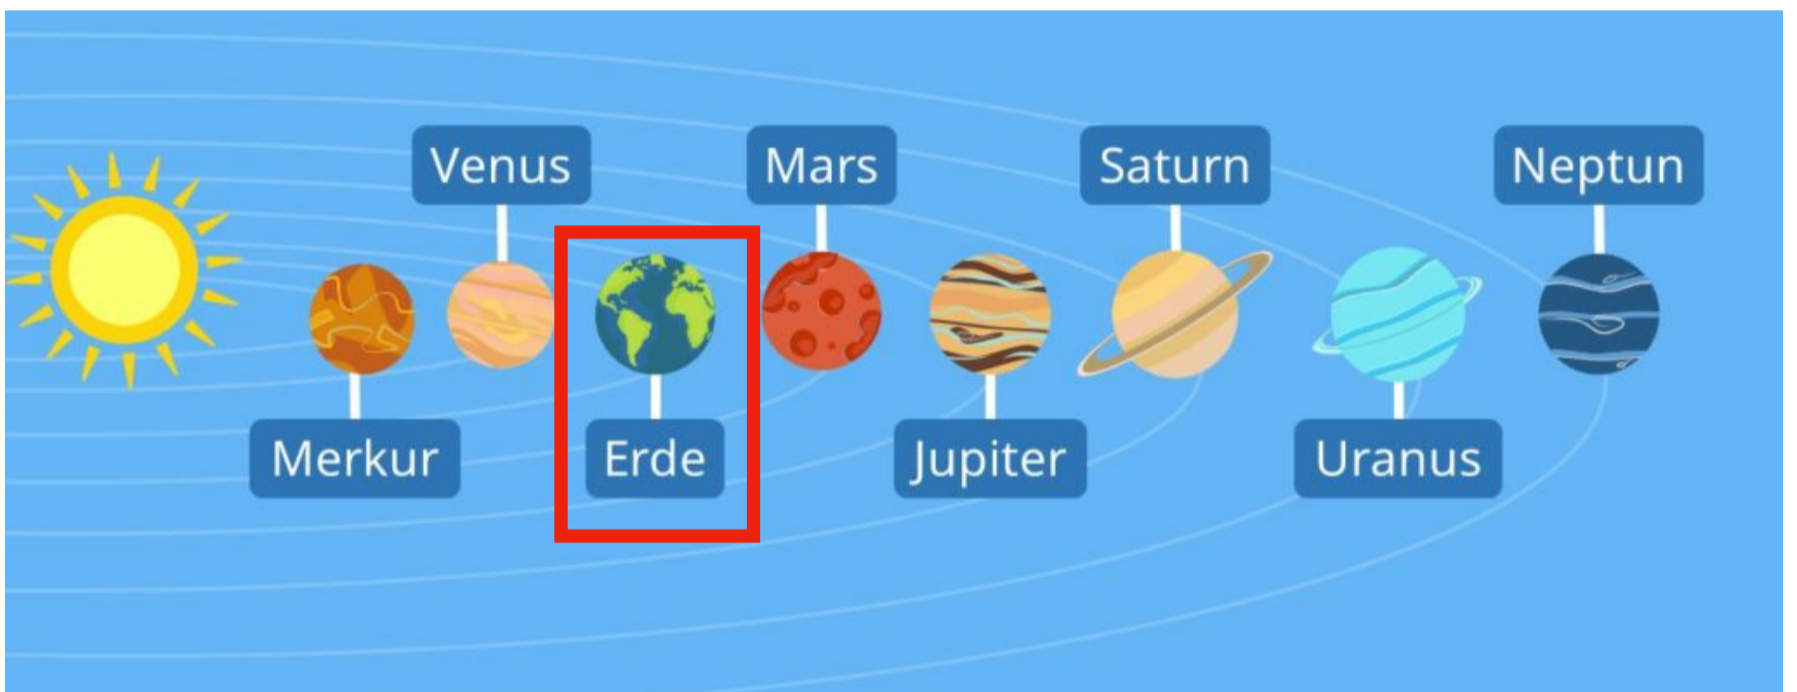 Venus
Mars
Saturn
Neptun
Merkur
Erde
Jupiter
Uranus